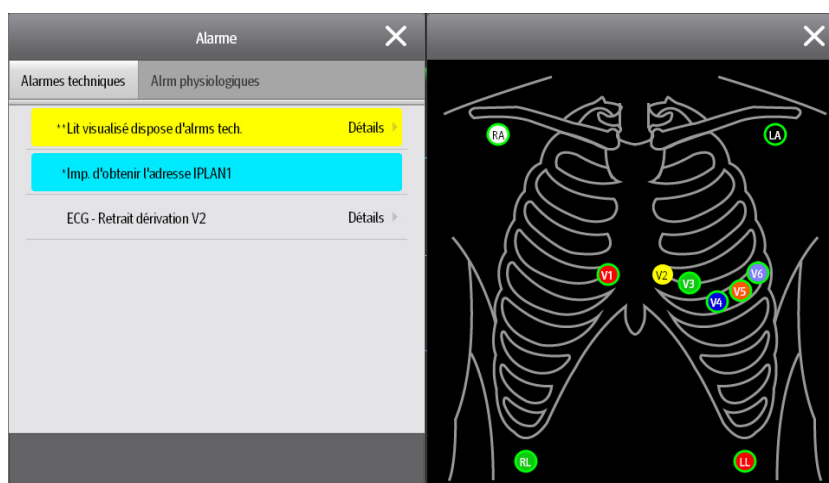 Alarme
Alarmes techniques
Alrm physiologiques
**Lit visualisé dispose d'alrms tech.
Détails
*Imp. d'obtenir l'adresse IPLAN1
ECG - Retrait dérivation V2
Détails
RA
LA
V1
V2
V3
V4
V5
V6
RL
LL